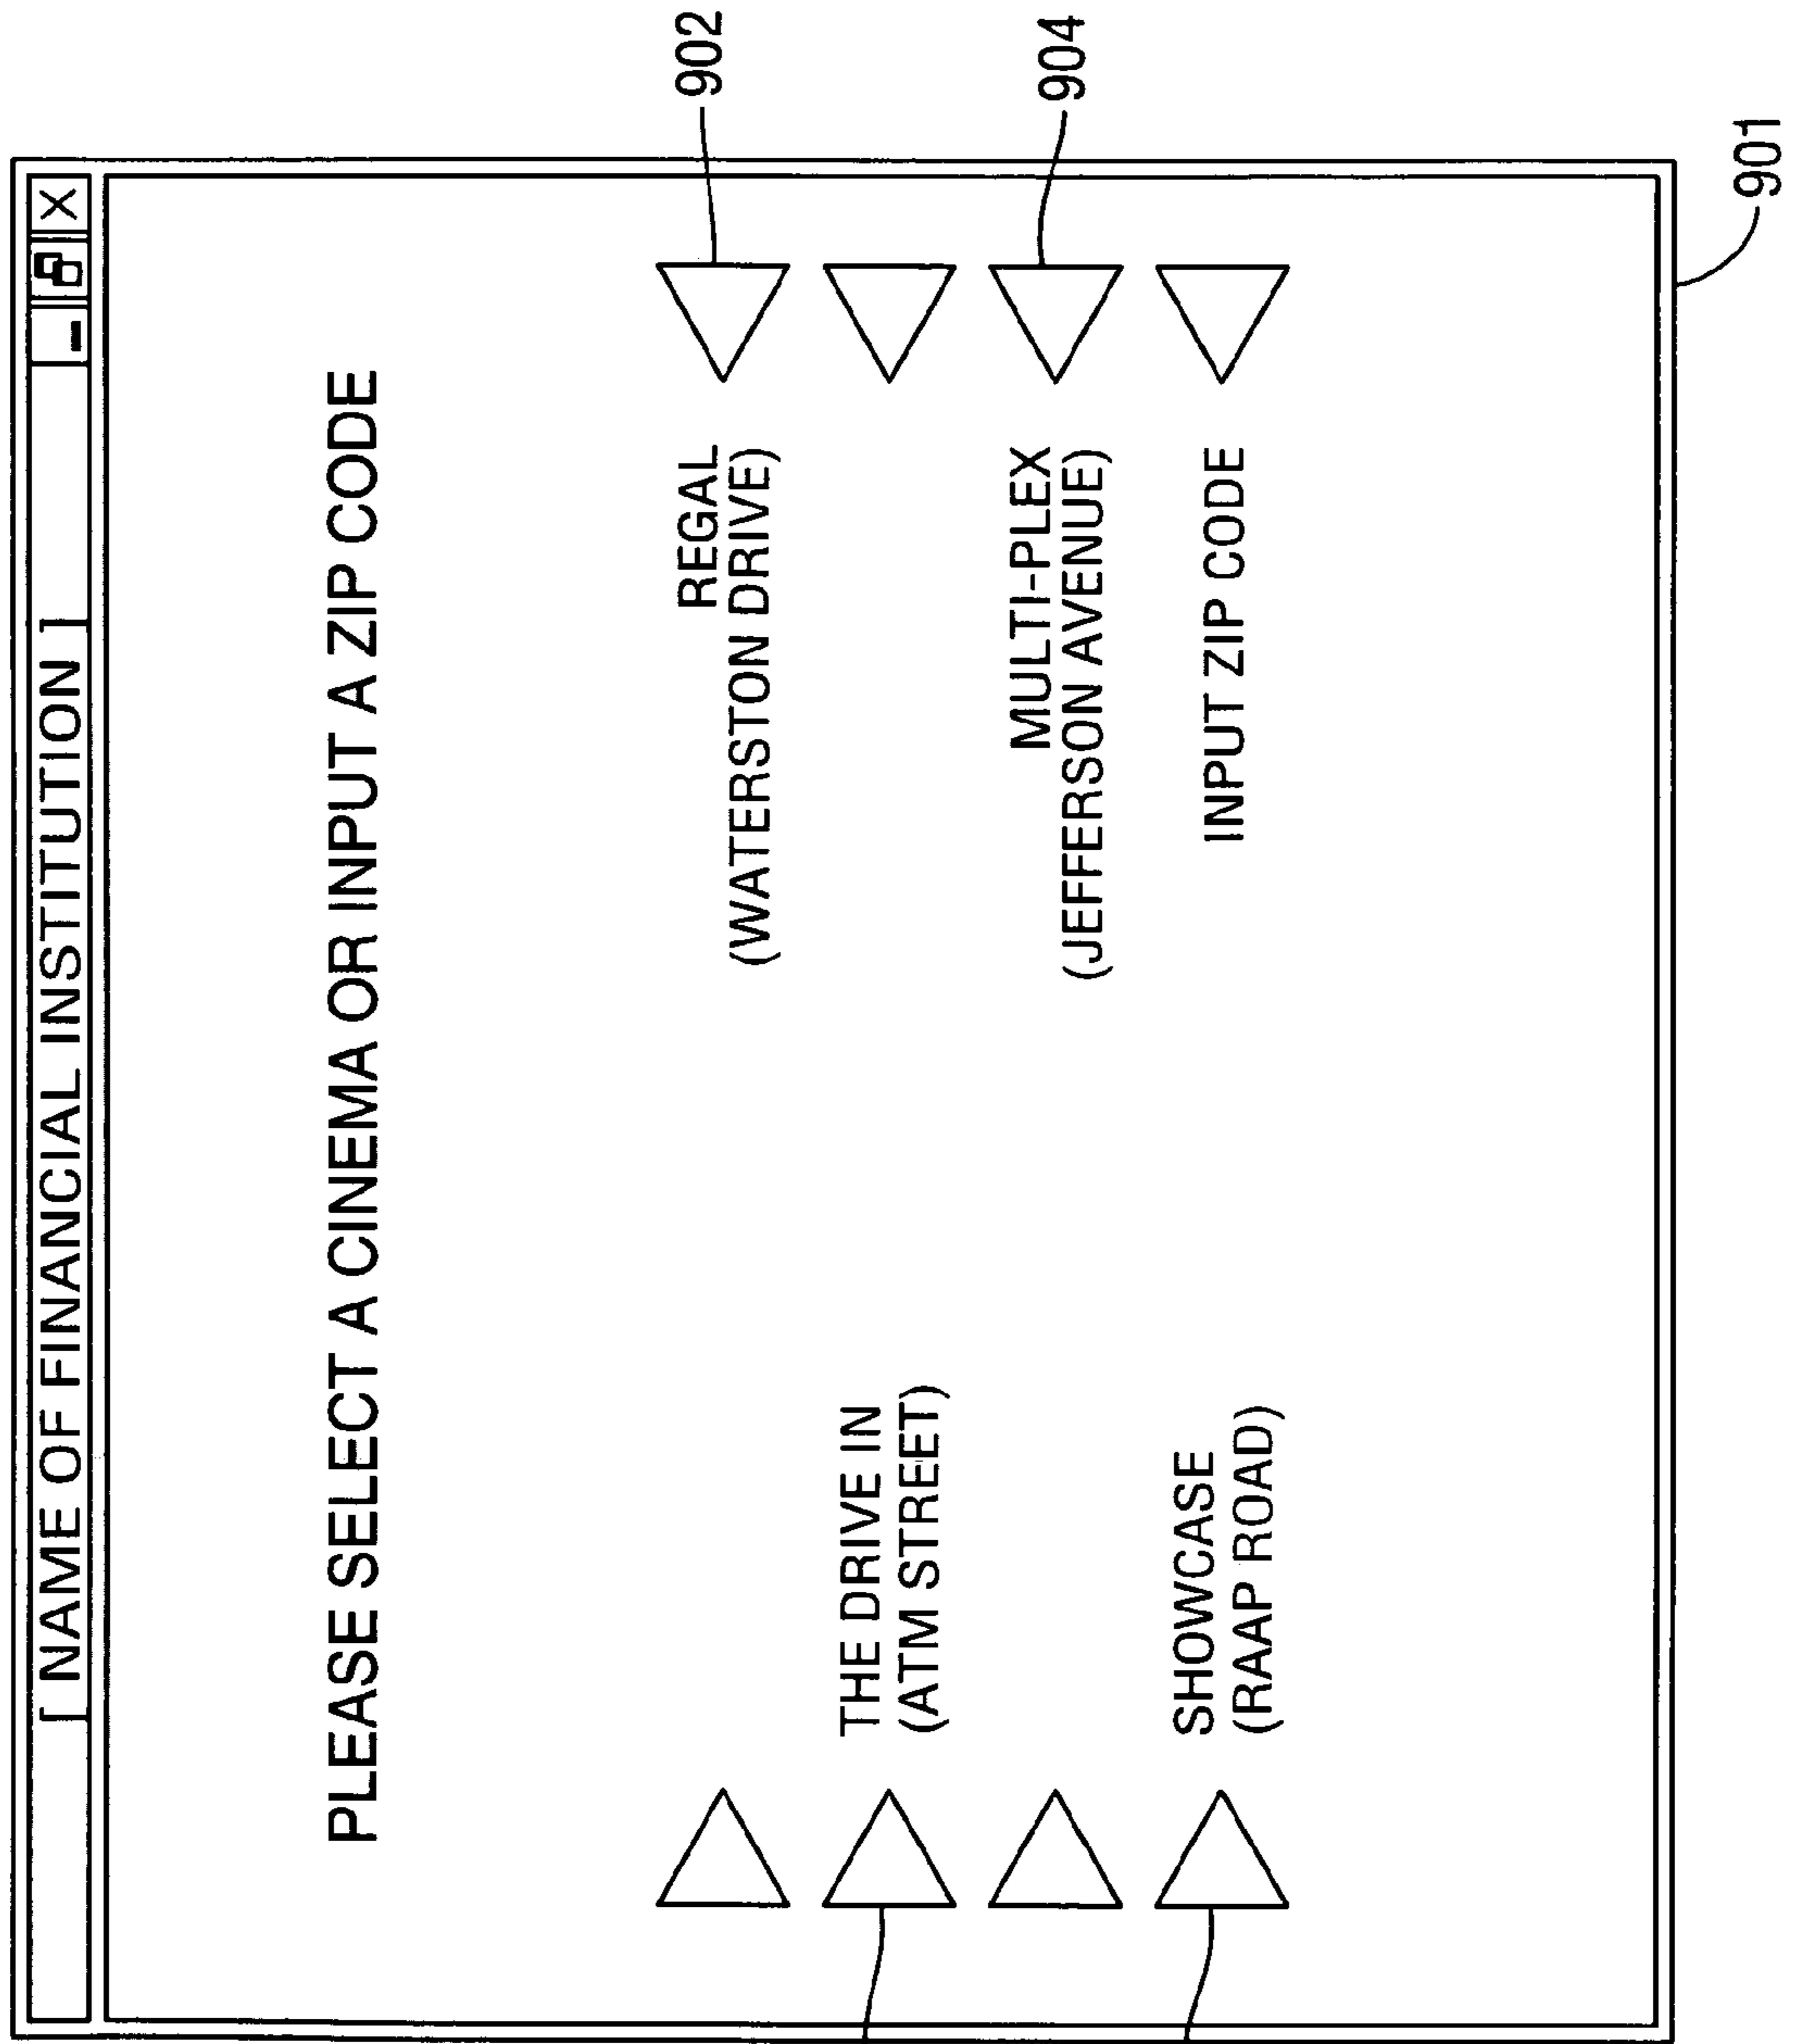 [ NAME OF FINANCIAL INSTITUTION ]
PLEASE SELECT A CINEMA OR INPUT A ZIP CODE
REGAL
(WATERSTON DRIVE)
902
THE DRIVE IN
(ATM STREET)
MULTI-PLEX
(JEFFERSON AVENUE)
904
SHOWCASE
(RAAP ROAD)
INPUT ZIP CODE
901